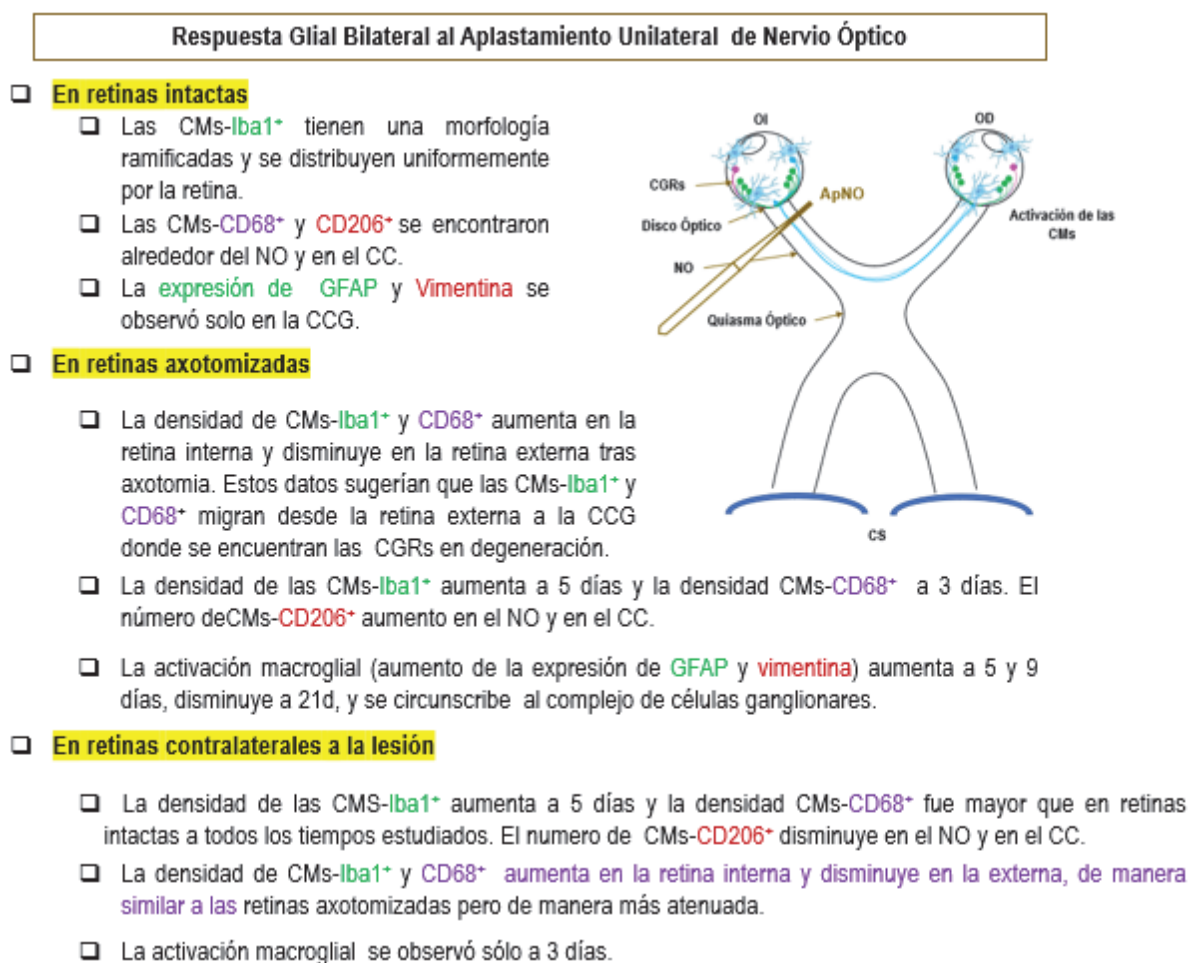 Respuesta Glial Bilateral al Aplastamiento Unilateral de Nervio Óptico
❑ En retinas intactas
❑ Las CMs-Iba1⁺ tienen una morfología
ramificadas y se distribuyen uniformemente
por la retina.
❑ Las CMs-CD68⁺ y CD206⁺ se encontraron
alrededor del NO y en el CC.
❑ La expresión de GFAP y Vimentina se
observó solo en la CCG.
OI
OD
CGRs
ApNO
Disco Óptico
Activación de las
CMs
NO
Quiasma Óptico
CS
❑ En retinas axotomizadas
❑ La densidad de CMs-Iba1⁺ y CD68⁺ aumenta en la
retina interna y disminuye en la retina externa tras
axotomia. Estos datos sugerían que las CMs-Iba1⁺ y
CD68⁺ migran desde la retina externa a la CCG
donde se encuentran las CGRs en degeneración.
❑ La densidad de las CMs-Iba1⁺ aumenta a 5 días y la densidad CMs-CD68⁺ a 3 días. El
número deCMs-CD206⁺ aumento en el NO y en el CC.
❑ La activación macroglial (aumento de la expresión de GFAP y vimentina) aumenta a 5 y 9
días, disminuye a 21d, y se circunscribe al complejo de células ganglionares.
❑ En retinas contralaterales a la lesión
❑ La densidad de las CMS-Iba1⁺ aumenta a 5 días y la densidad CMs-CD68⁺ fue mayor que en retinas
intactas a todos los tiempos estudiados. El numero de CMs-CD206⁺ disminuye en el NO y en el CC.
❑ La densidad de CMs-Iba1⁺ y CD68⁺ aumenta en la retina interna y disminuye en la externa, de manera
similar a las retinas axotomizadas pero de manera más atenuada.
❑ La activación macroglial se observó sólo a 3 días.